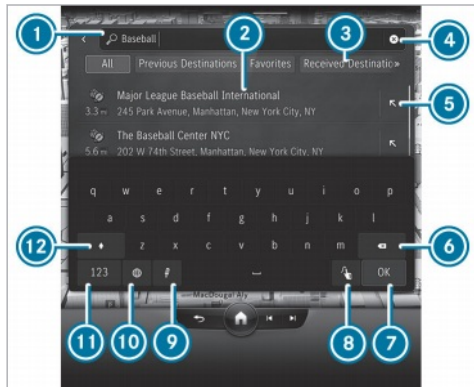 1
2
3
4
Baseball
All Previous Destinations Favorites Received Destinatio»
Major League Baseball International
5
3.3 m 245 Park Avenue, Manhattan, New York City, NY
The Baseball Center NYC
5.6 m 202 W 74th Street, Manhattan, New York City, NY
q w e r t y u i o p
a s d f g h j k l
12
z x c v b n m
6
123
OK
MacDougal Aly
11
10
9
8
7